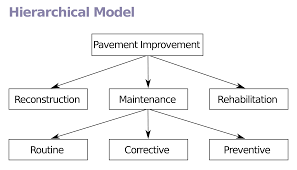 Hierarchical Model
Pavement Improvement
Reconstruction
Maintenance
Rehabilitation
Routine
Corrective
Preventive